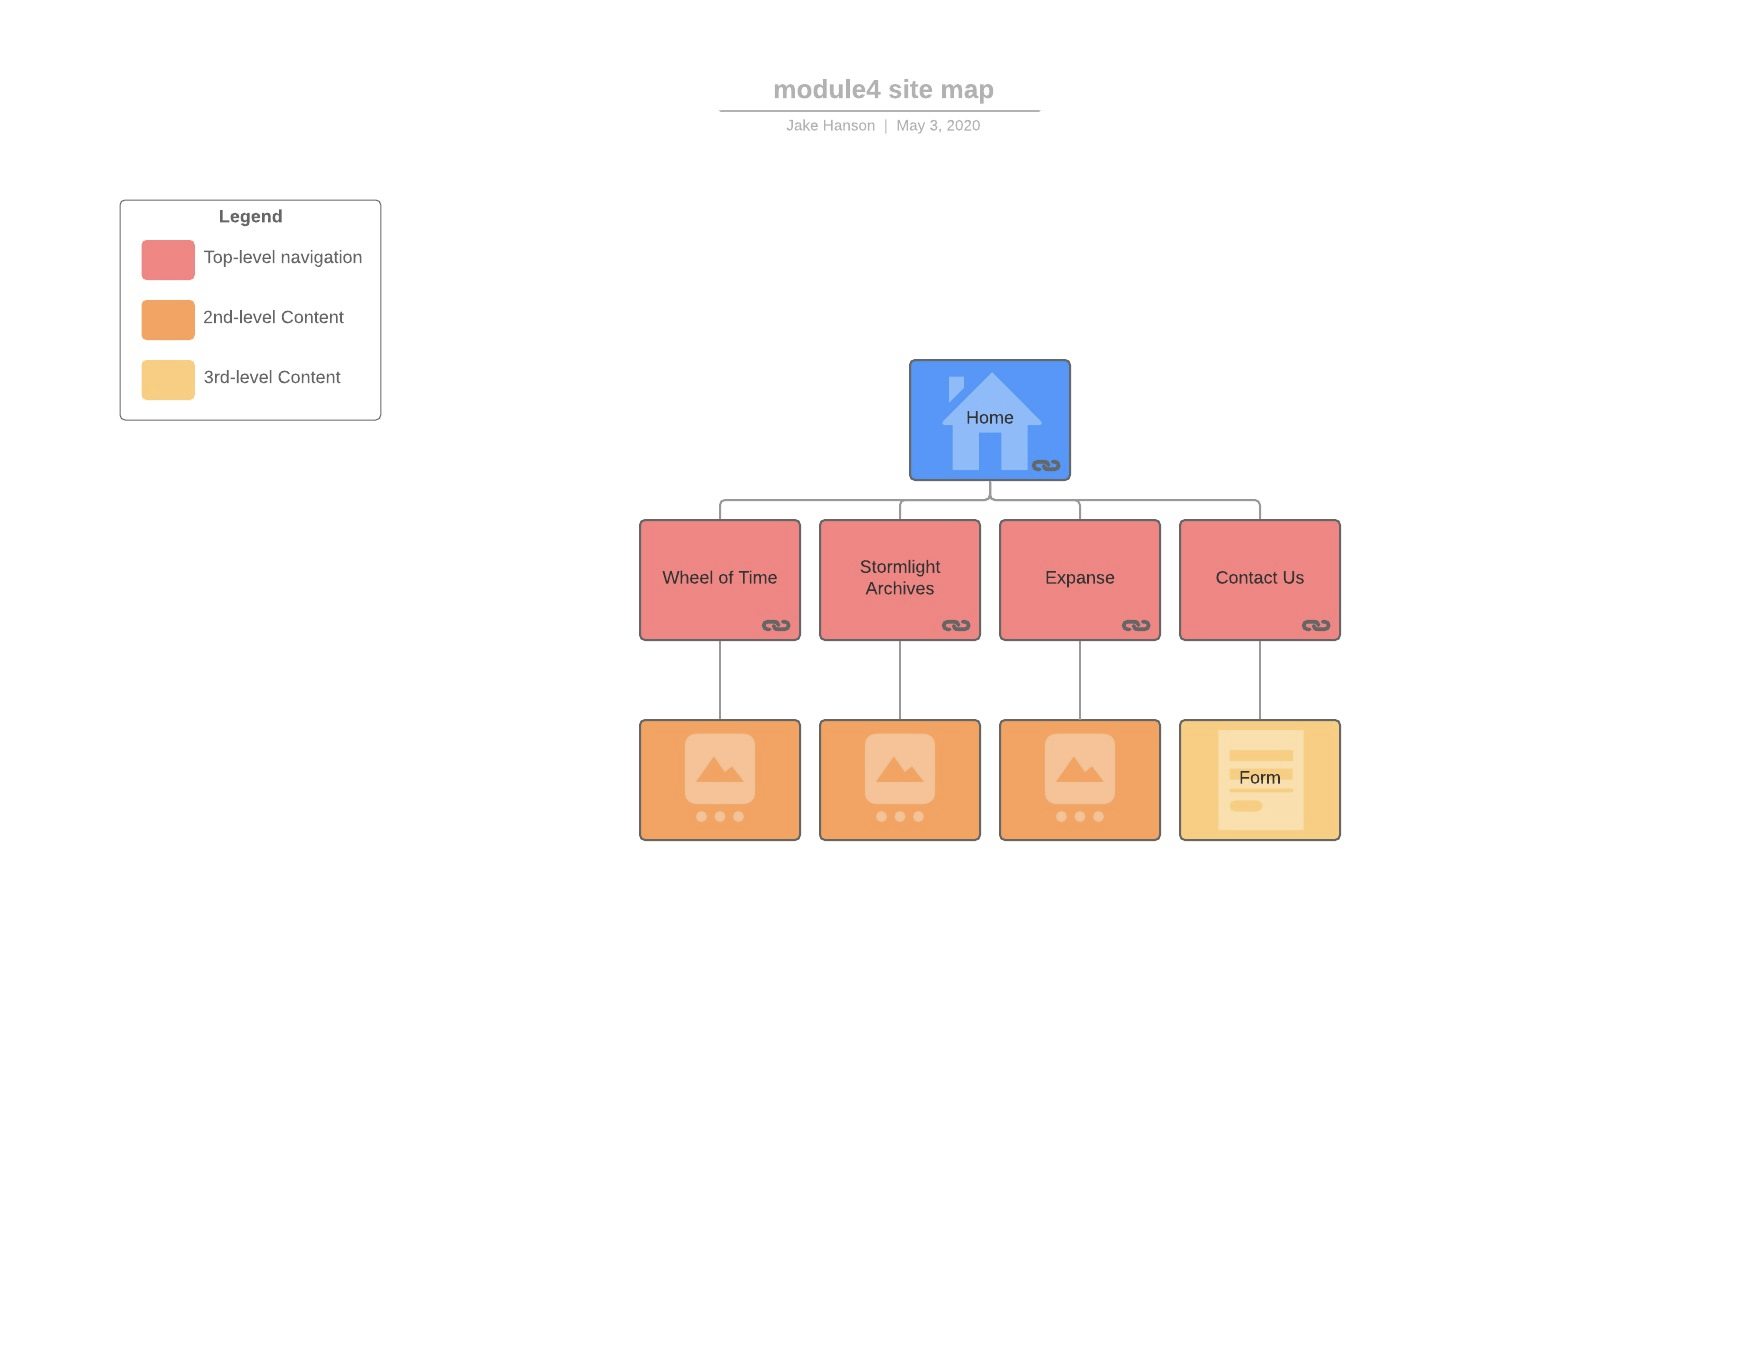 module4 site map
Jake Hanson | May 3, 2020
Legend
Top-level navigation
2nd-level Content
3rd-level Content
Home
Wheel of Time
Stormlight
Archives
Expanse
Contact Us
Form